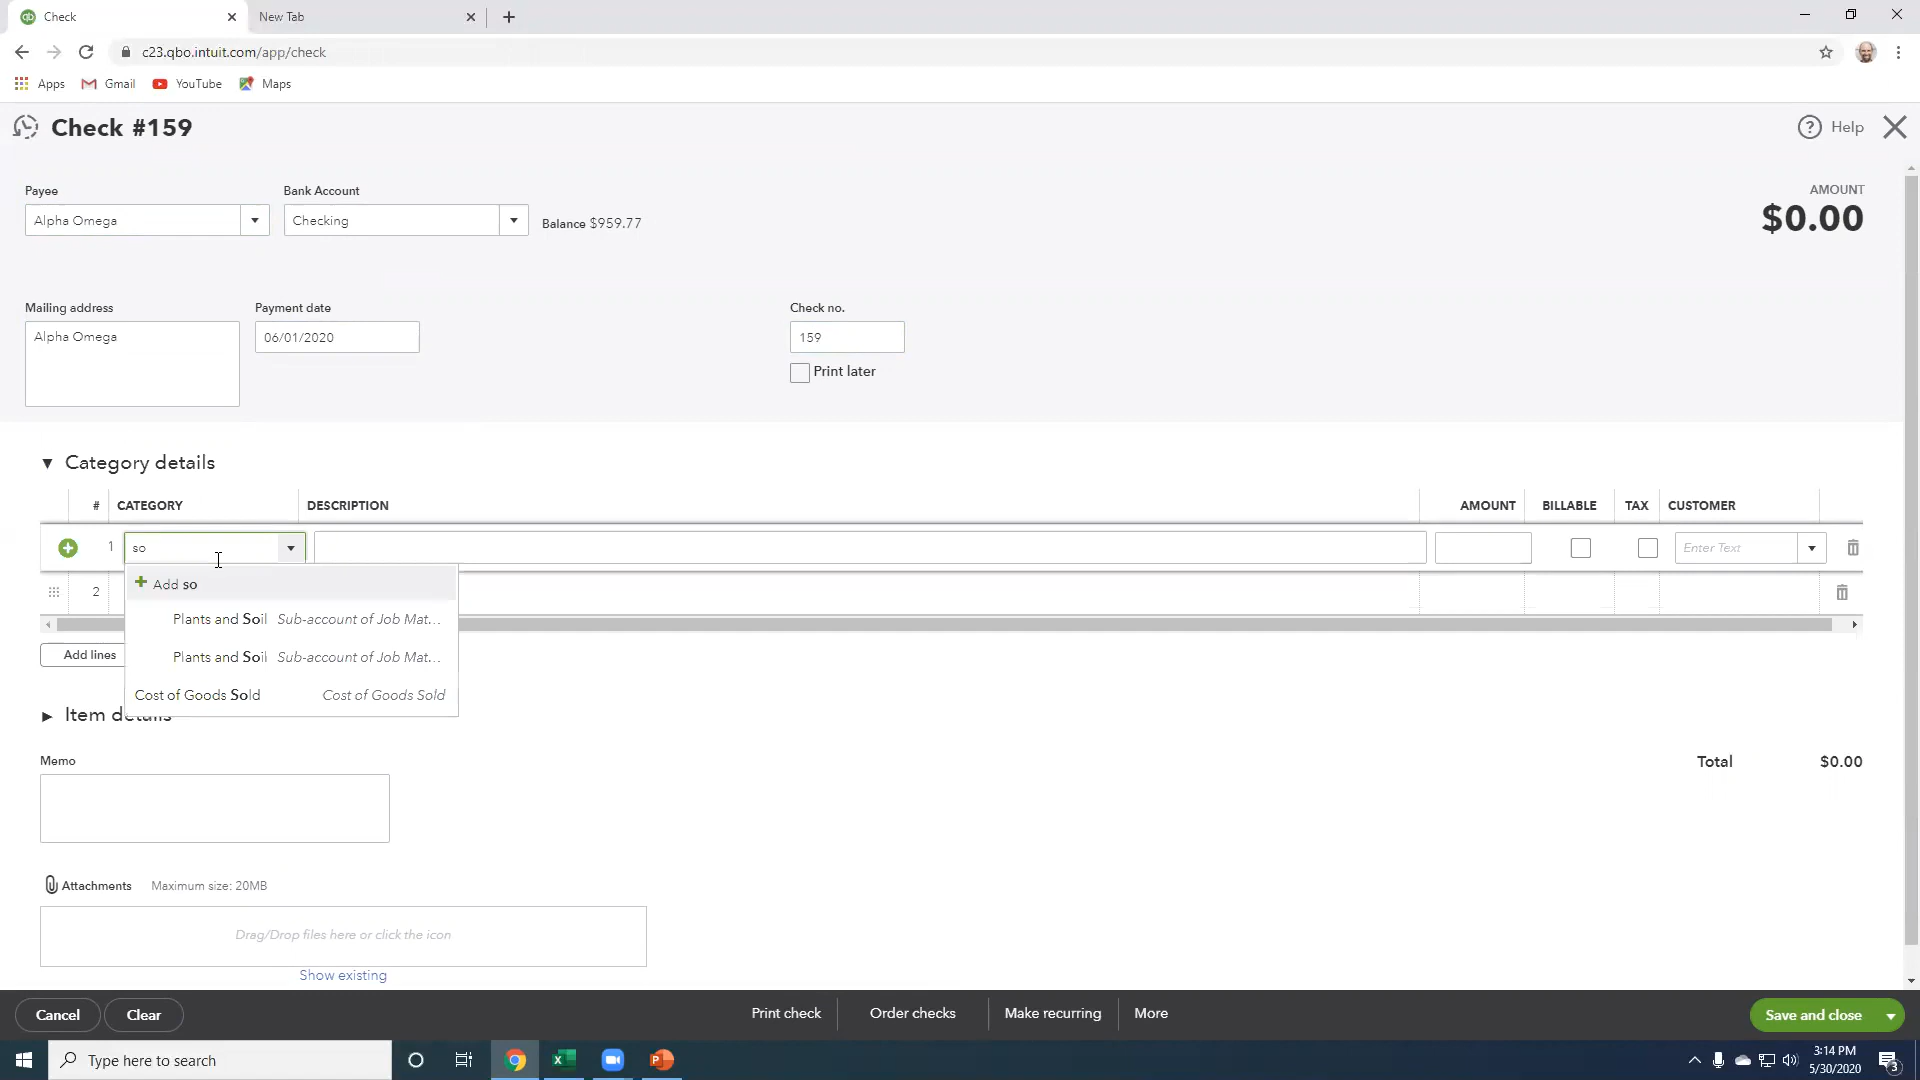 Check
New Tab
c23.qbo.intuit.com/app/check
Apps
Gmail
YouTube
Maps
Check #159
Help
Payee
Bank Account
AMOUNT
Alpha Omega
Checking
Balance $959.77
$0.00
Mailing address
Payment date
Check no.
Alpha Omega
06/01/2020
159
Print later
Category details
# CATEGORY DESCRIPTION AMOUNT BILLABLE TAX CUSTOMER
1 so Enter Text
Add so
2
Plants and Soil Sub-account of Job Mat...
Add lines
Plants and Soil Sub-account of Job Mat...
Cost of Goods Sold Cost of Goods Sold
Item details
Memo
Total $0.00
Attachments Maximum size: 20MB
Drag/Drop files here or click the icon
Show existing
Cancel
Clear
Print check
Order checks
Make recurring
More
Save and close
Type here to search
3:14 PM
5/30/2020
3